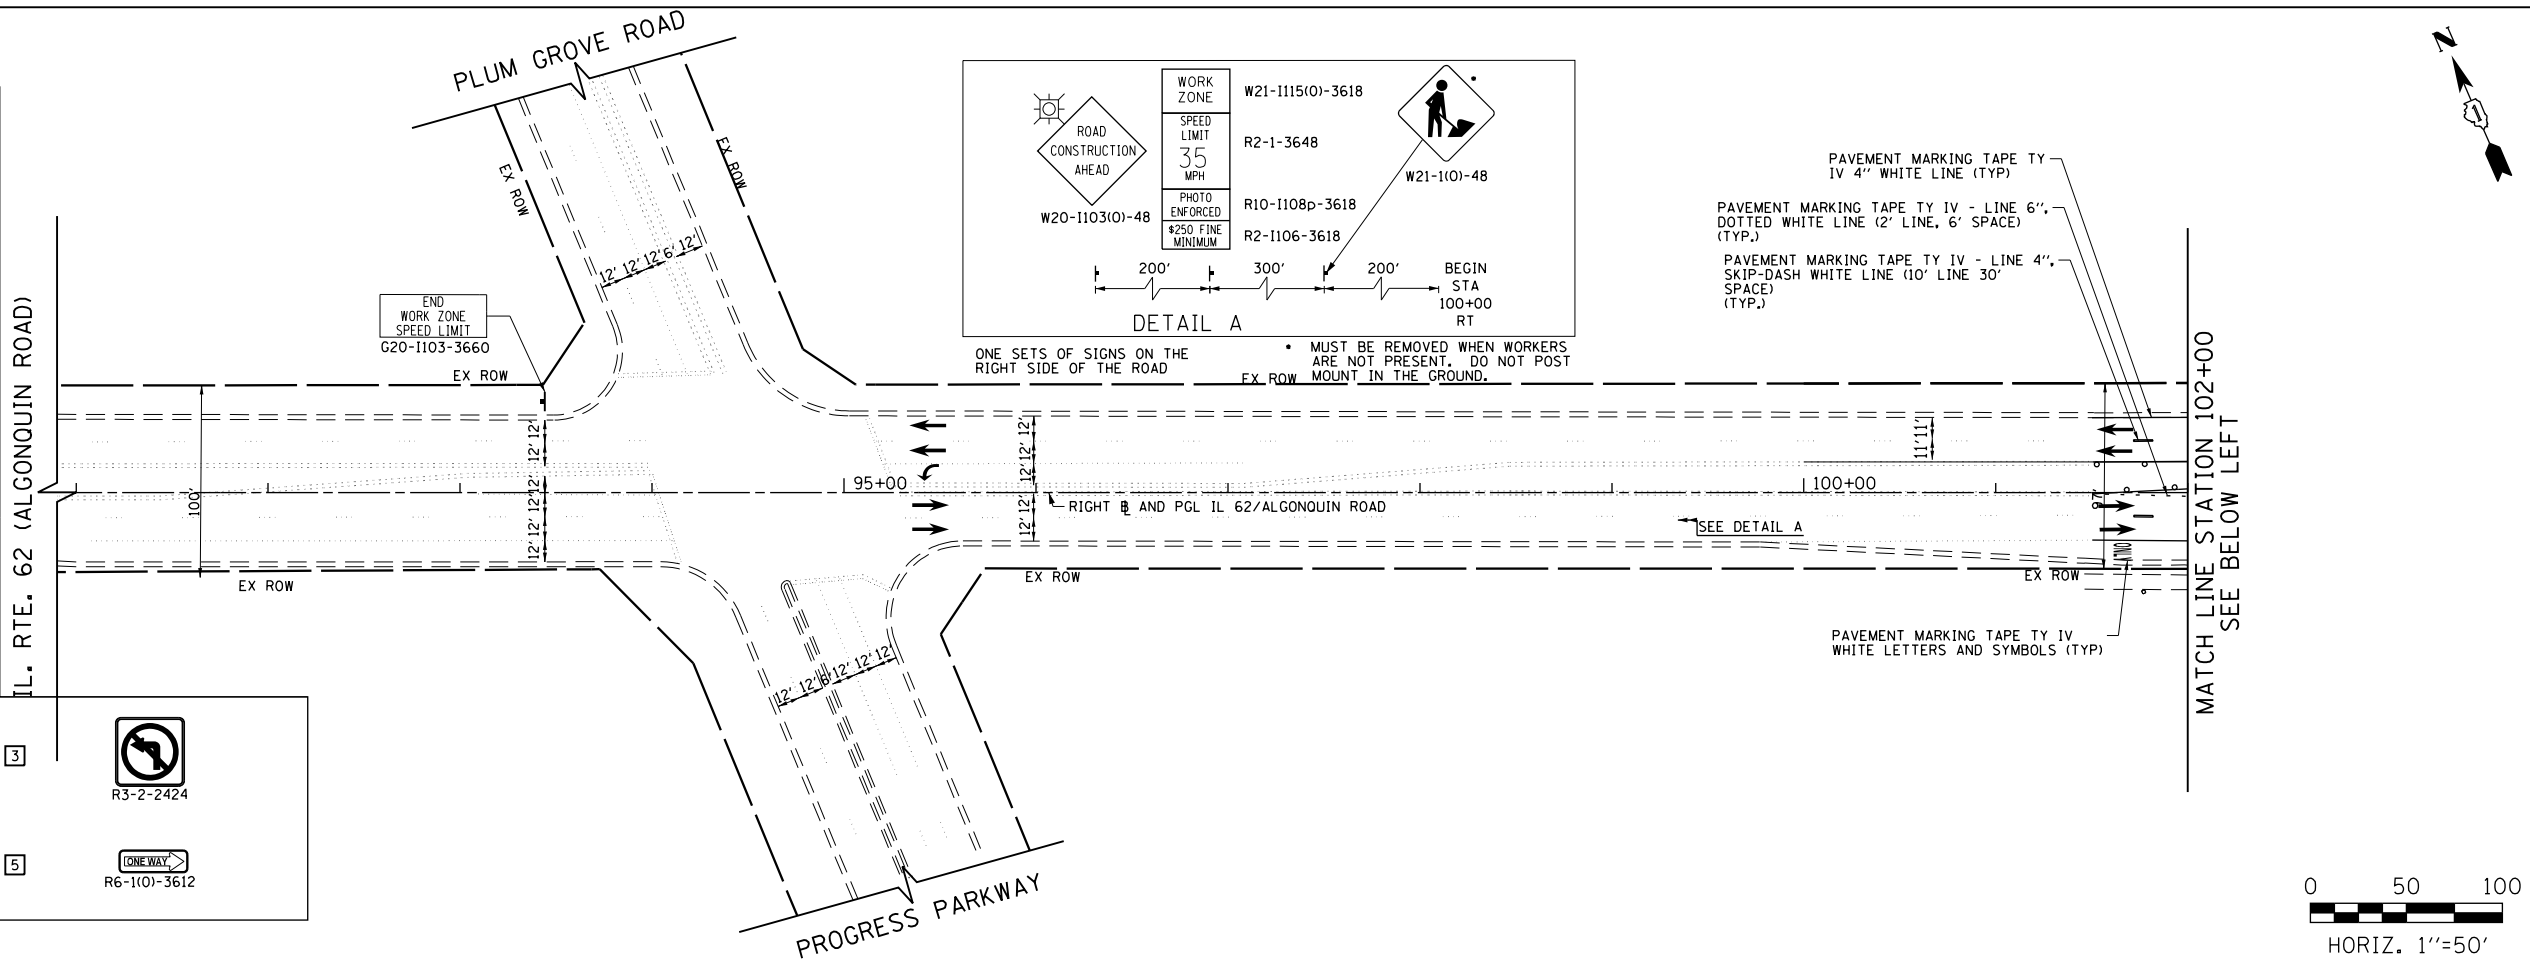 PLUM GROVE ROAD
EX ROW
EX ROW
12' 12' 12' 6' 12'
IL. RTE. 62 (ALGONQUIN ROAD)
END
WORK ZONE
SPEED LIMIT
G20-I103-3660
EX ROW
100'
12' 12'
12' 12'
12' 12'
EX ROW
ROAD
CONSTRUCTION
AHEAD
W20-I103(O)-48
WORK
ZONE
W21-I115(O)-3618
SPEED
LIMIT
35
MPH
R2-1-3648
PHOTO
ENFORCED
R10-I108p-3618
$250 FINE
MINIMUM
R2-I106-3618
*
W21-1(O)-48
200'
300'
200'
BEGIN
STA
100+00
RT
DETAIL A
ONE SETS OF SIGNS ON THE
RIGHT SIDE OF THE ROAD
* MUST BE REMOVED WHEN WORKERS
ARE NOT PRESENT. DO NOT POST
MOUNT IN THE GROUND.
EX ROW
N
1
PAVEMENT MARKING TAPE TY
IV 4'' WHITE LINE (TYP)
PAVEMENT MARKING TAPE TY IV - LINE 6'',
DOTTED WHITE LINE (2' LINE, 6' SPACE)
(TYP.)
PAVEMENT MARKING TAPE TY IV - LINE 4'',
SKIP-DASH WHITE LINE (10' LINE 30'
SPACE)
(TYP.)
12' 12'
12'
12' 12'
11' 11'
95+00
100+00
RIGHT ℄ AND PGL IL 62/ALGONQUIN ROAD
SEE DETAIL A
97'
EX ROW
EX ROW
MATCH LINE STATION 102+00
SEE BELOW LEFT
PAVEMENT MARKING TAPE TY IV
WHITE LETTERS AND SYMBOLS (TYP)
12' 12' 6' 12' 12' 12'
PROGRESS PARKWAY
3
R3-2-2424
5
ONE WAY
R6-1(O)-3612
0 50 100
HORIZ. 1''=50'